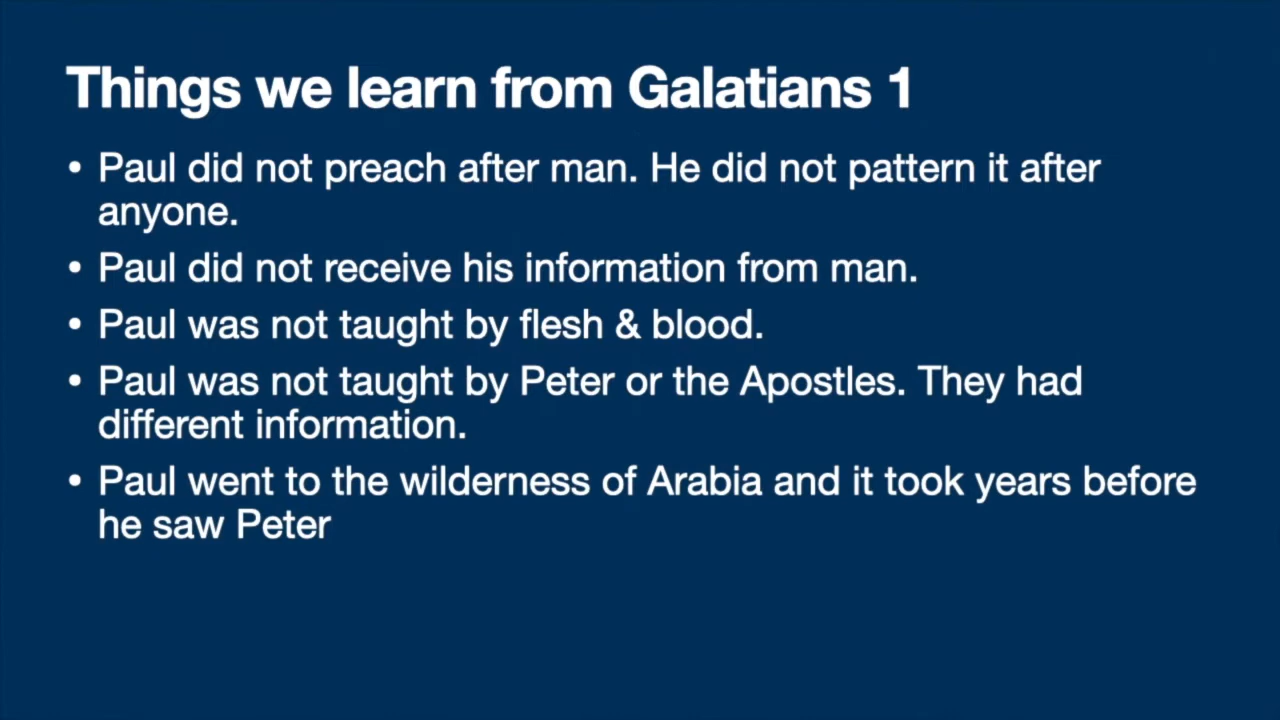 Things we learn from Galatians 1
• Paul did not preach after man. He did not pattern it after
anyone.
• Paul did not receive his information from man.
• Paul was not taught by flesh & blood.
• Paul was not taught by Peter or the Apostles. They had
different information.
• Paul went to the wilderness of Arabia and it took years before
he saw Peter